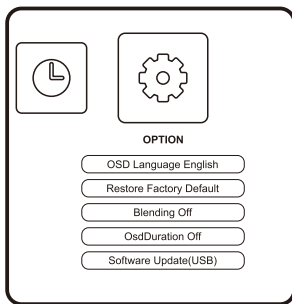 OPTION
OSD Language English
Restore Factory Default
Blending Off
OsdDuration Off
Software Update(USB)